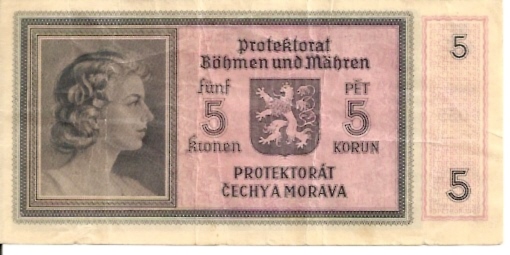 Protektorat
Böhmen und Mähren
fünf PĚT
5 5
Kronen KORUN
PROTEKTORÁT
ČECHY A MORAVA
5
5